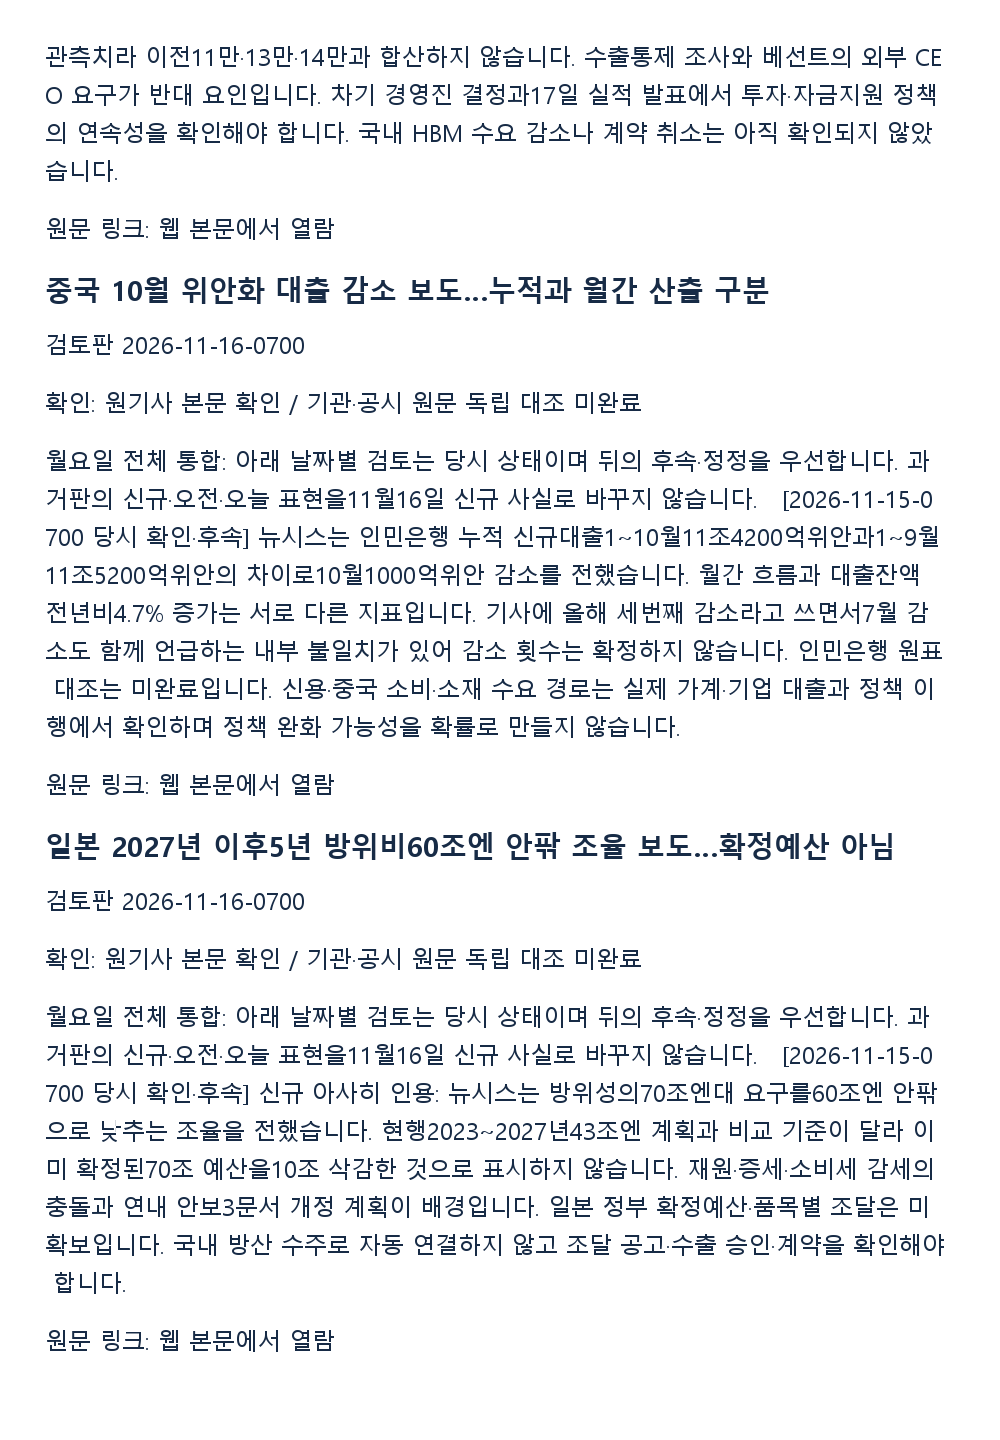 관측치라 이전11만·13만·14만과 합산하지 않습니다. 수출통제 조사와 베선트의 외부 CE
O 요구가 반대 요인입니다. 차기 경영진 결정과17일 실적 발표에서 투자·자금지원 정책
의 연속성을 확인해야 합니다. 국내 HBM 수요 감소나 계약 취소는 아직 확인되지 않았
습니다.
원문 링크: 웹 본문에서 열람
중국 10월 위안화 대출 감소 보도...누적과 월간 산출 구분
검토판 2026-11-16-0700
확인: 원기사 본문 확인 / 기관·공시 원문 독립 대조 미완료
월요일 전체 통합: 아래 날짜별 검토는 당시 상태이며 뒤의 후속·정정을 우선합니다. 과
거판의 신규·오전·오늘 표현을11월16일 신규 사실로 바꾸지 않습니다. [2026-11-15-0
700 당시 확인·후속] 뉴시스는 인민은행 누적 신규대출1~10월11조4200억위안과1~9월
11조5200억위안의 차이로10월1000억위안 감소를 전했습니다. 월간 흐름과 대출잔액
전년비4.7% 증가는 서로 다른 지표입니다. 기사에 올해 세번째 감소라고 쓰면서7월 감
소도 함께 언급하는 내부 불일치가 있어 감소 횟수는 확정하지 않습니다. 인민은행 원표
대조는 미완료입니다. 신용·중국 소비·소재 수요 경로는 실제 가계·기업 대출과 정책 이
행에서 확인하며 정책 완화 가능성을 확률로 만들지 않습니다.
원문 링크: 웹 본문에서 열람
일본 2027년 이후5년 방위비60조엔 안팎 조율 보도...확정예산 아님
검토판 2026-11-16-0700
확인: 원기사 본문 확인 / 기관·공시 원문 독립 대조 미완료
월요일 전체 통합: 아래 날짜별 검토는 당시 상태이며 뒤의 후속·정정을 우선합니다. 과
거판의 신규·오전·오늘 표현을11월16일 신규 사실로 바꾸지 않습니다. [2026-11-15-0
700 당시 확인·후속] 신규 아사히 인용: 뉴시스는 방위성의70조엔대 요구를60조엔 안팎
으로 낮추는 조율을 전했습니다. 현행2023~2027년43조엔 계획과 비교 기준이 달라 이
미 확정된70조 예산을10조 삭감한 것으로 표시하지 않습니다. 재원·증세·소비세 감세의
충돌과 연내 안보3문서 개정 계획이 배경입니다. 일본 정부 확정예산·품목별 조달은 미
확보입니다. 국내 방산 수주로 자동 연결하지 않고 조달 공고·수출 승인·계약을 확인해야
합니다.
원문 링크: 웹 본문에서 열람